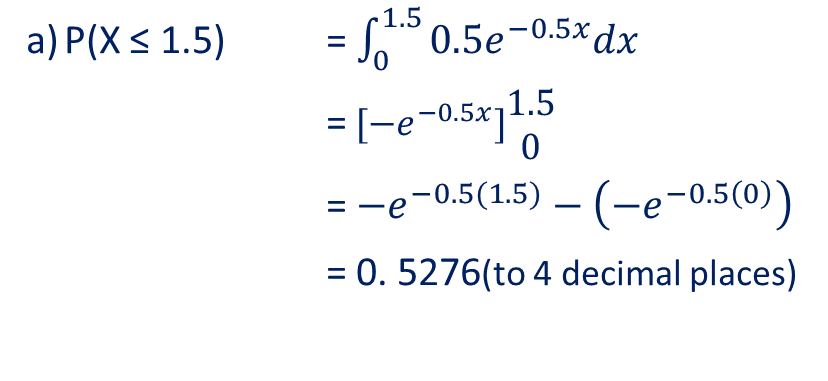 a) P(X ≤ 1.5) = ∫₀^1.5 0.5e^−0.5x dx
= [−e^−0.5x] 1.5 0
= −e^−0.5(1.5) − (−e^−0.5(0))
= 0. 5276(to 4 decimal places)